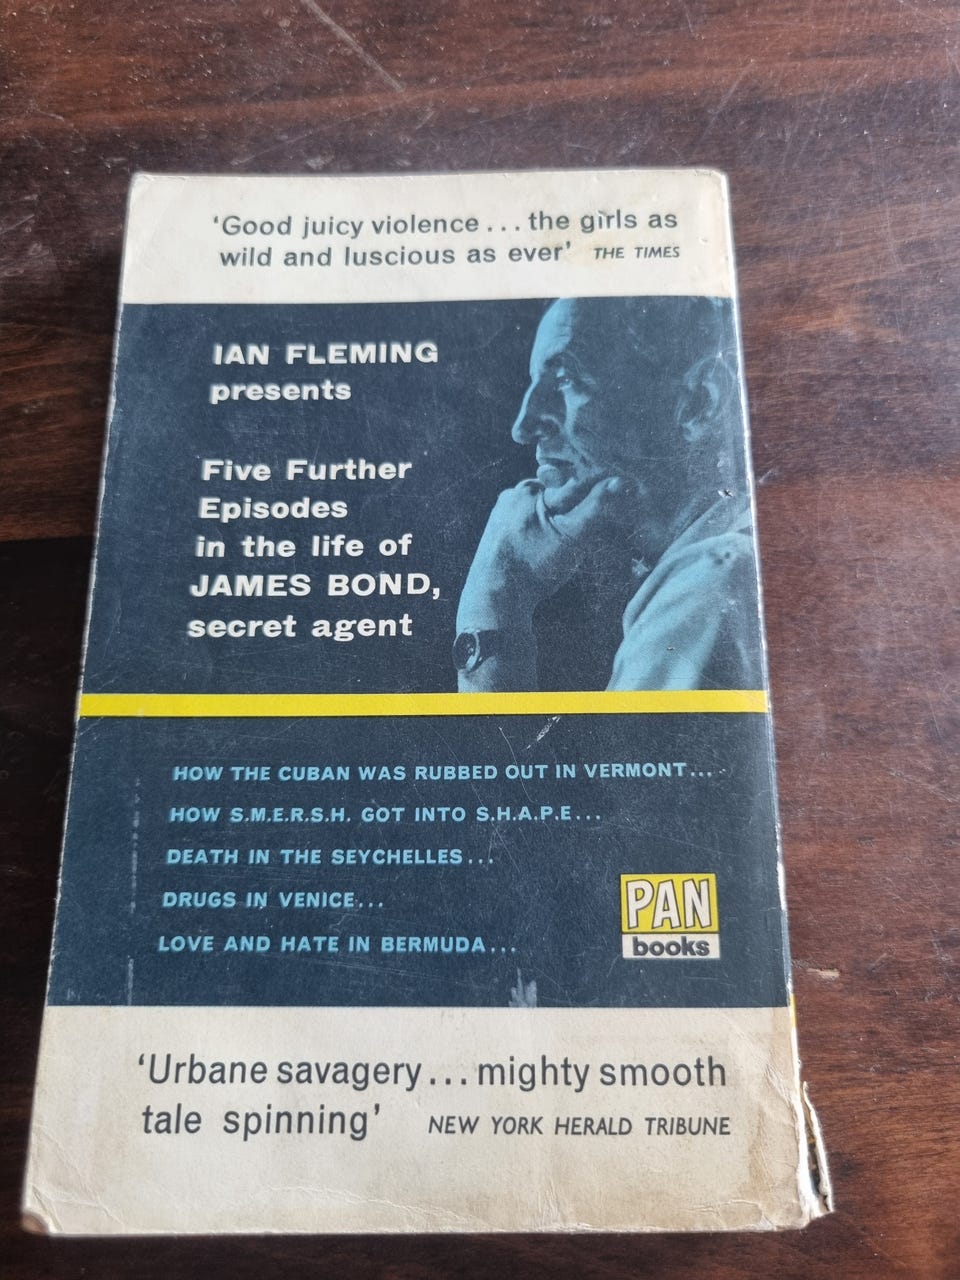 ‘Good juicy violence ... the girls as
wild and luscious as ever’ THE TIMES
IAN FLEMING
presents
Five Further
Episodes
in the life of
JAMES BOND,
secret agent
HOW THE CUBAN WAS RUBBED OUT IN VERMONT...
HOW S.M.E.R.S.H. GOT INTO S.H.A.P.E...
DEATH IN THE SEYCHELLES...
DRUGS IN VENICE...
LOVE AND HATE IN BERMUDA...
PAN
books
‘Urbane savagery ... mighty smooth
tale spinning’ NEW YORK HERALD TRIBUNE